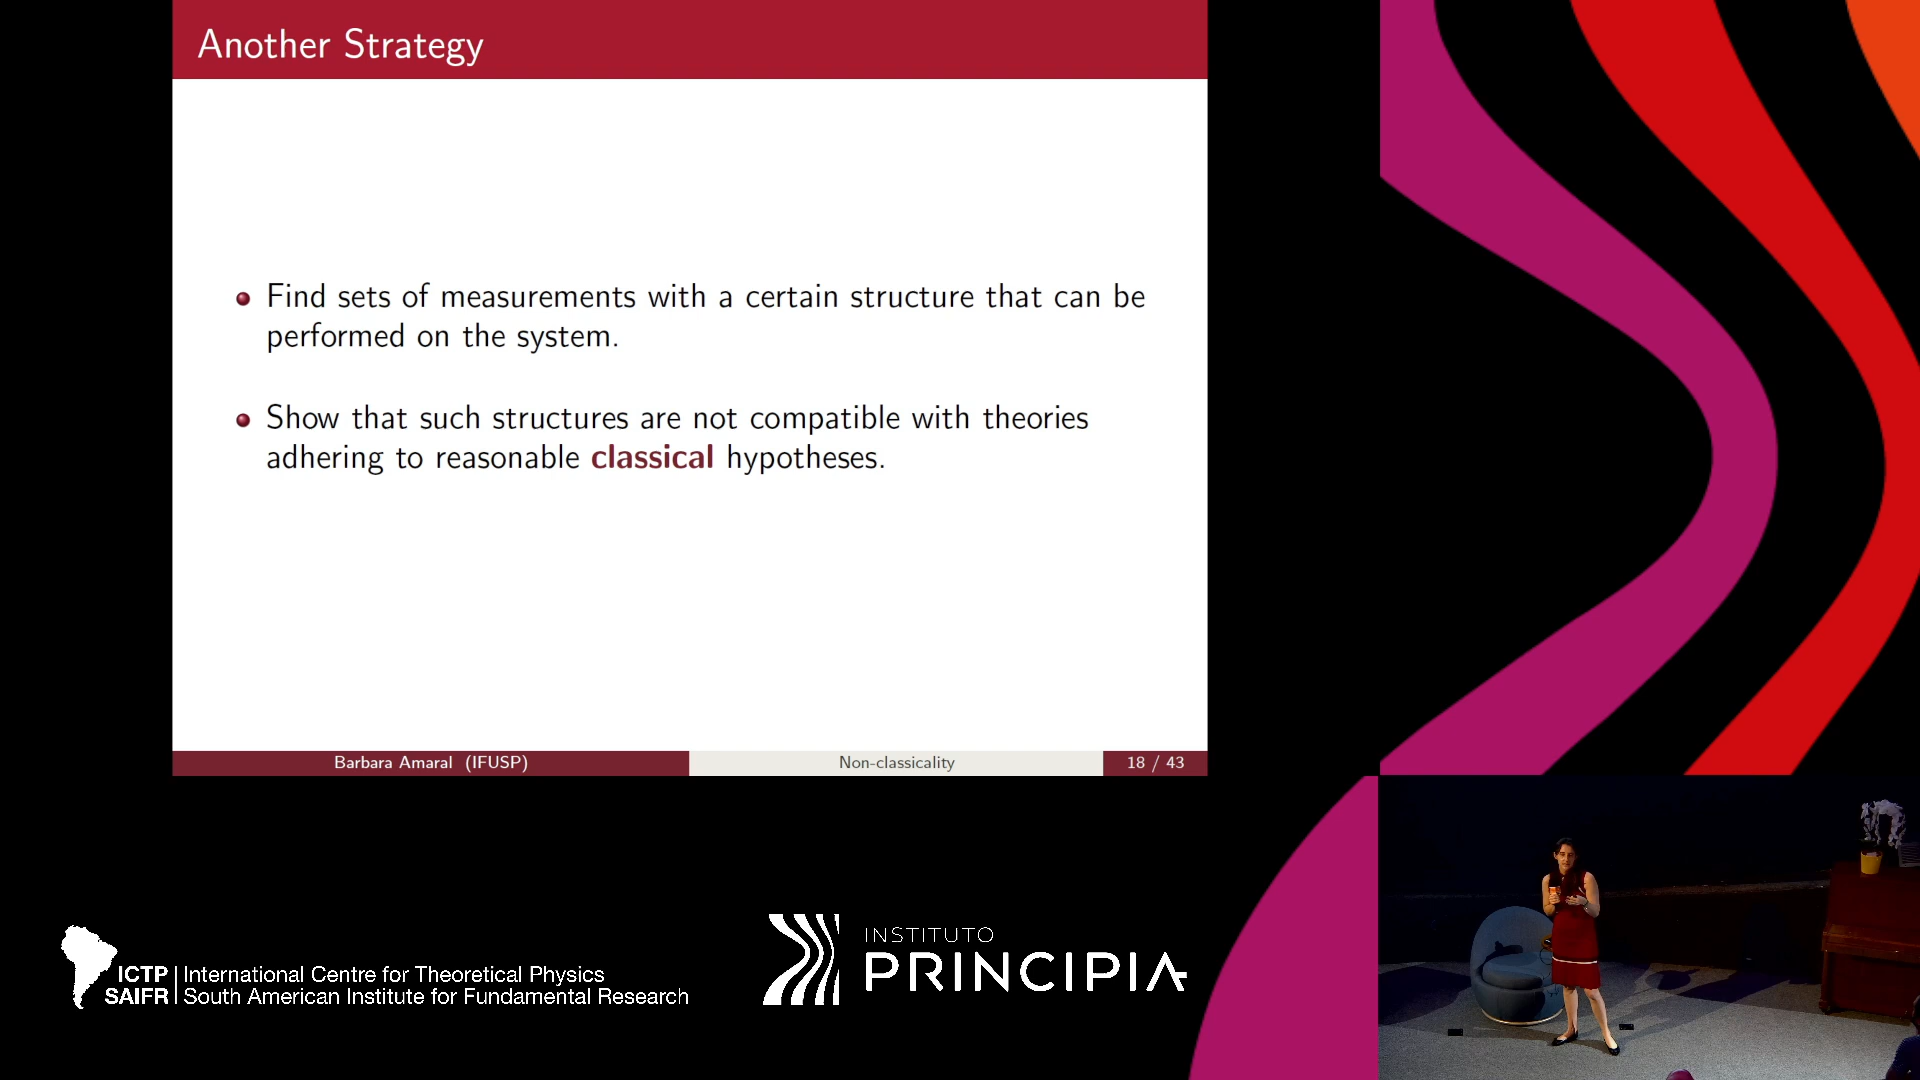 Another Strategy
Find sets of measurements with a certain structure that can be
performed on the system.
Show that such structures are not compatible with theories
adhering to reasonable classical hypotheses.
Barbara Amaral (IFUSP)
Non-classicality
18 / 43
ICTP
SAIFR
International Centre for Theoretical Physics
South American Institute for Fundamental Research
INSTITUTO
PRINCIPIA